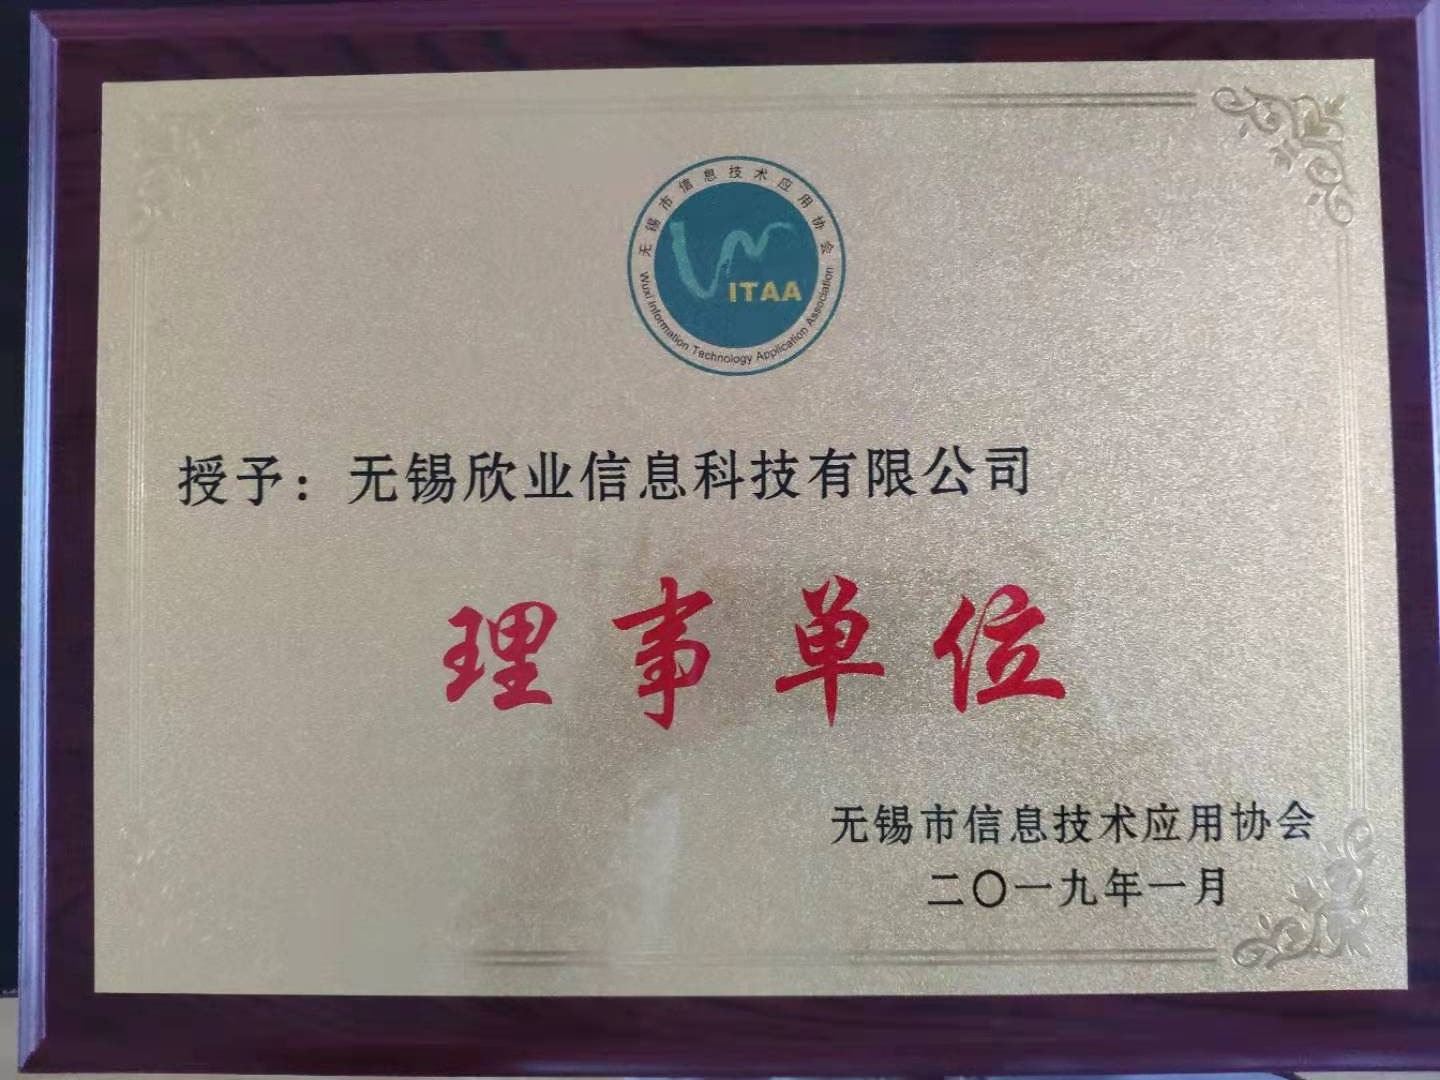 无锡市信息技术应用协会
ITAA
Wuxi Information Technology Application Association
授予：无锡欣业信息科技有限公司
理事单位
无锡市信息技术应用协会
二〇一九年一月